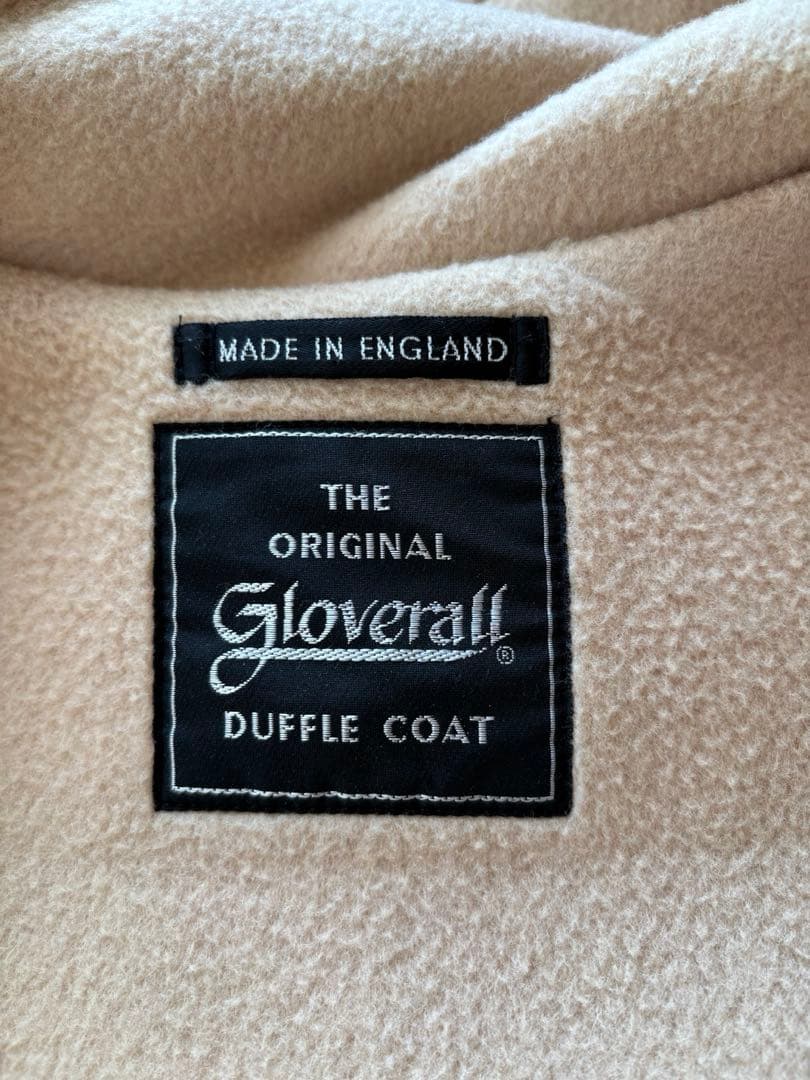 MADE IN ENGLAND
THE
ORIGINAL
Gloverall®
DUFFLE COAT